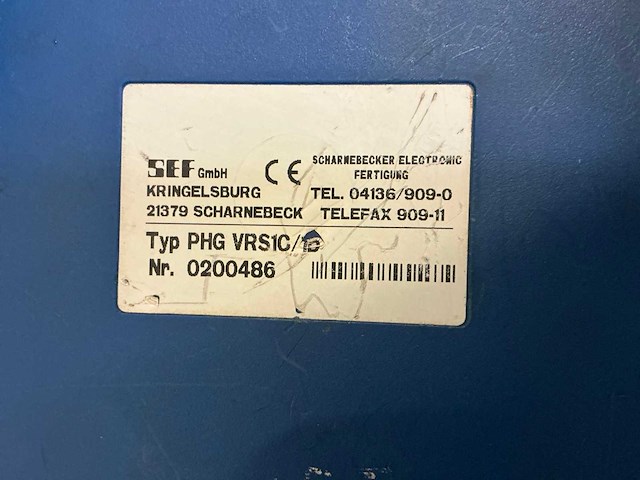 SEF GmbH CE SCHARNEBECKER ELECTRONIC
FERTIGUNG
KRINGELSBURG TEL. 04136/909-0
21379 SCHARNEBECK TELEFAX 909-11
Typ PHG VRS1C/
Nr. 0200486